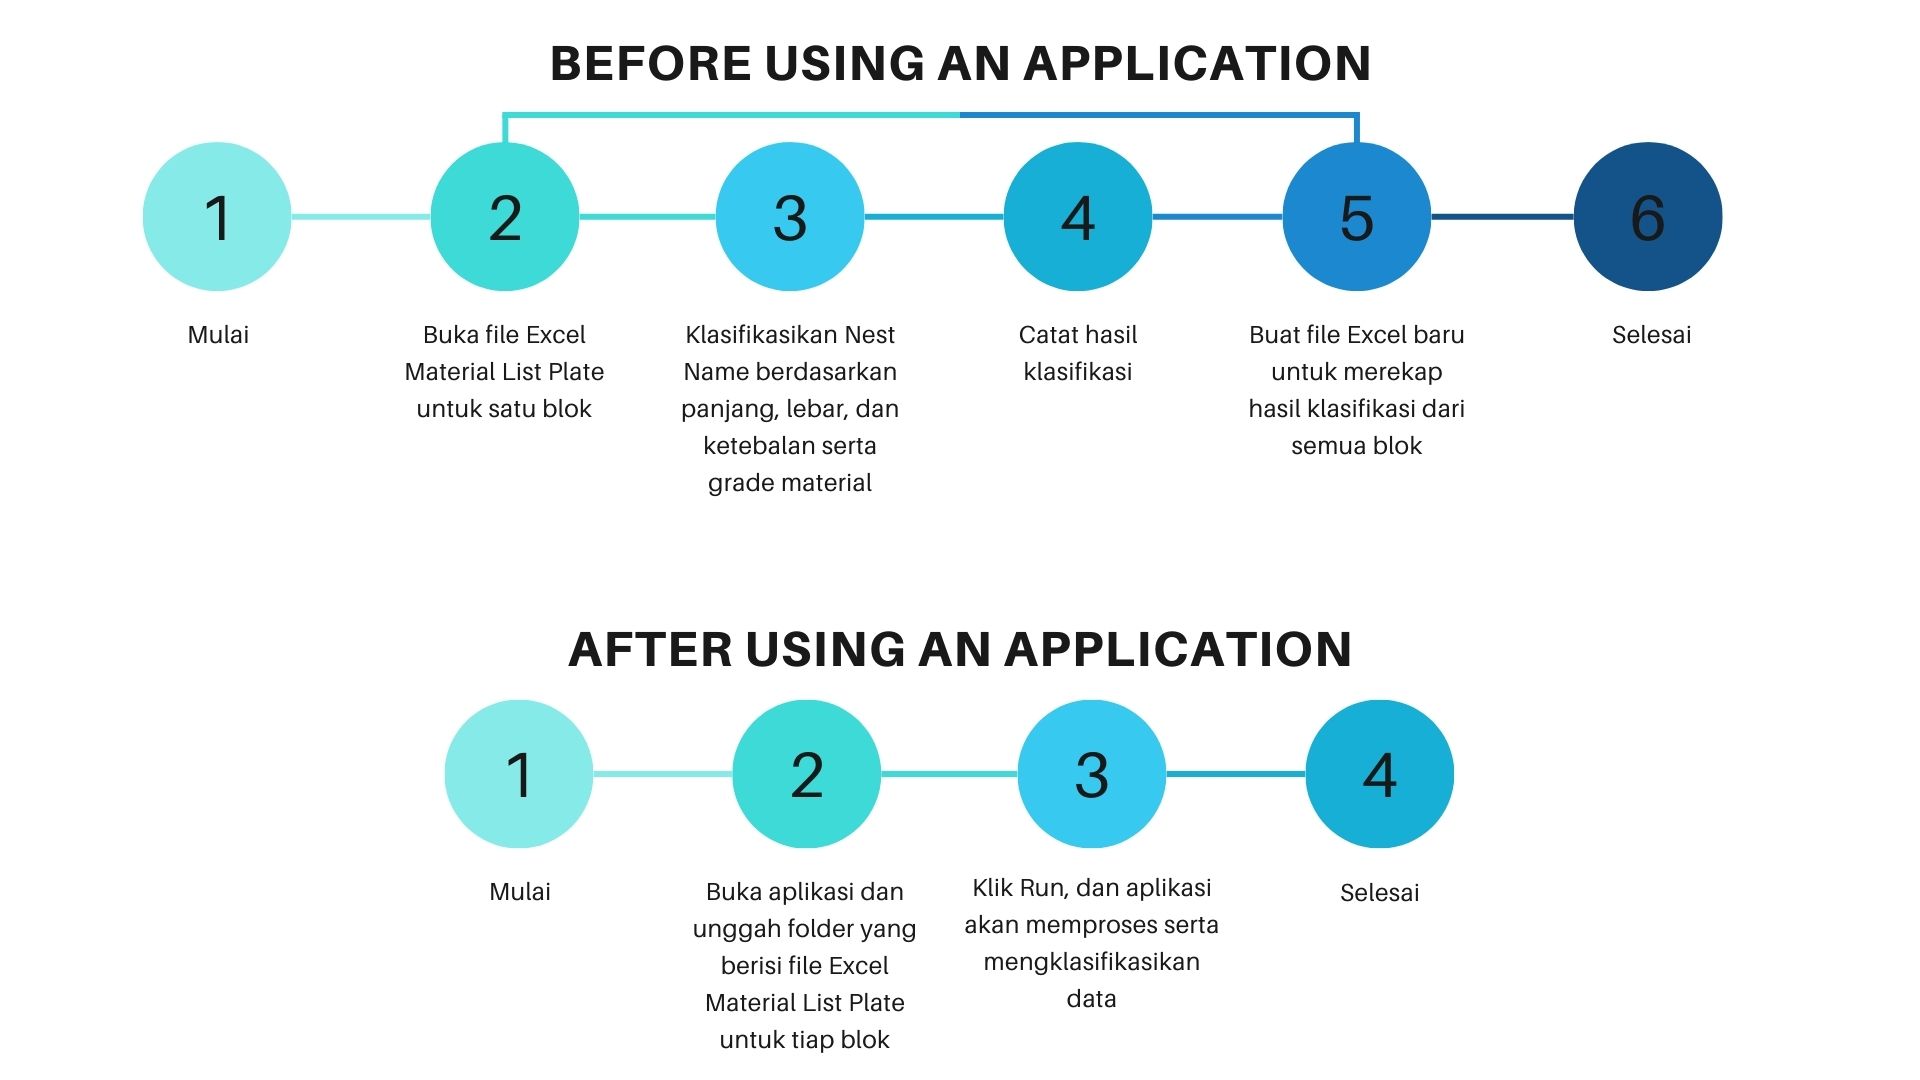 BEFORE USING AN APPLICATION
1
2
3
4
5
6
Mulai
Buka file Excel
Material List Plate
untuk satu blok
Klasifikasikan Nest
Name berdasarkan
panjang, lebar, dan
ketebalan serta
grade material
Catat hasil
klasifikasi
Buat file Excel baru
untuk merekap
hasil klasifikasi dari
semua blok
Selesai
AFTER USING AN APPLICATION
1
2
3
4
Mulai
Buka aplikasi dan
unggah folder yang
berisi file Excel
Material List Plate
untuk tiap blok
Klik Run, dan aplikasi
akan memproses serta
mengklasifikasikan
data
Selesai